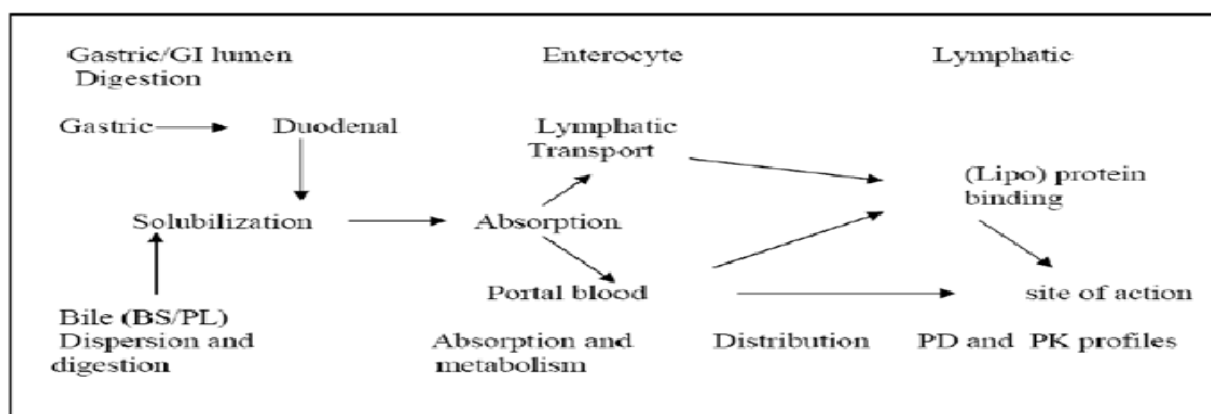 Gastric/GI lumen
Digestion
Enterocyte
Lymphatic
Gastric
Duodenal
Lymphatic
Transport
(Lipo) protein
binding
Solubilization
Absorption
Portal blood
site of action
Bile (BS/PL)
Dispersion and
digestion
Absorption and
metabolism
Distribution
PD and PK profiles